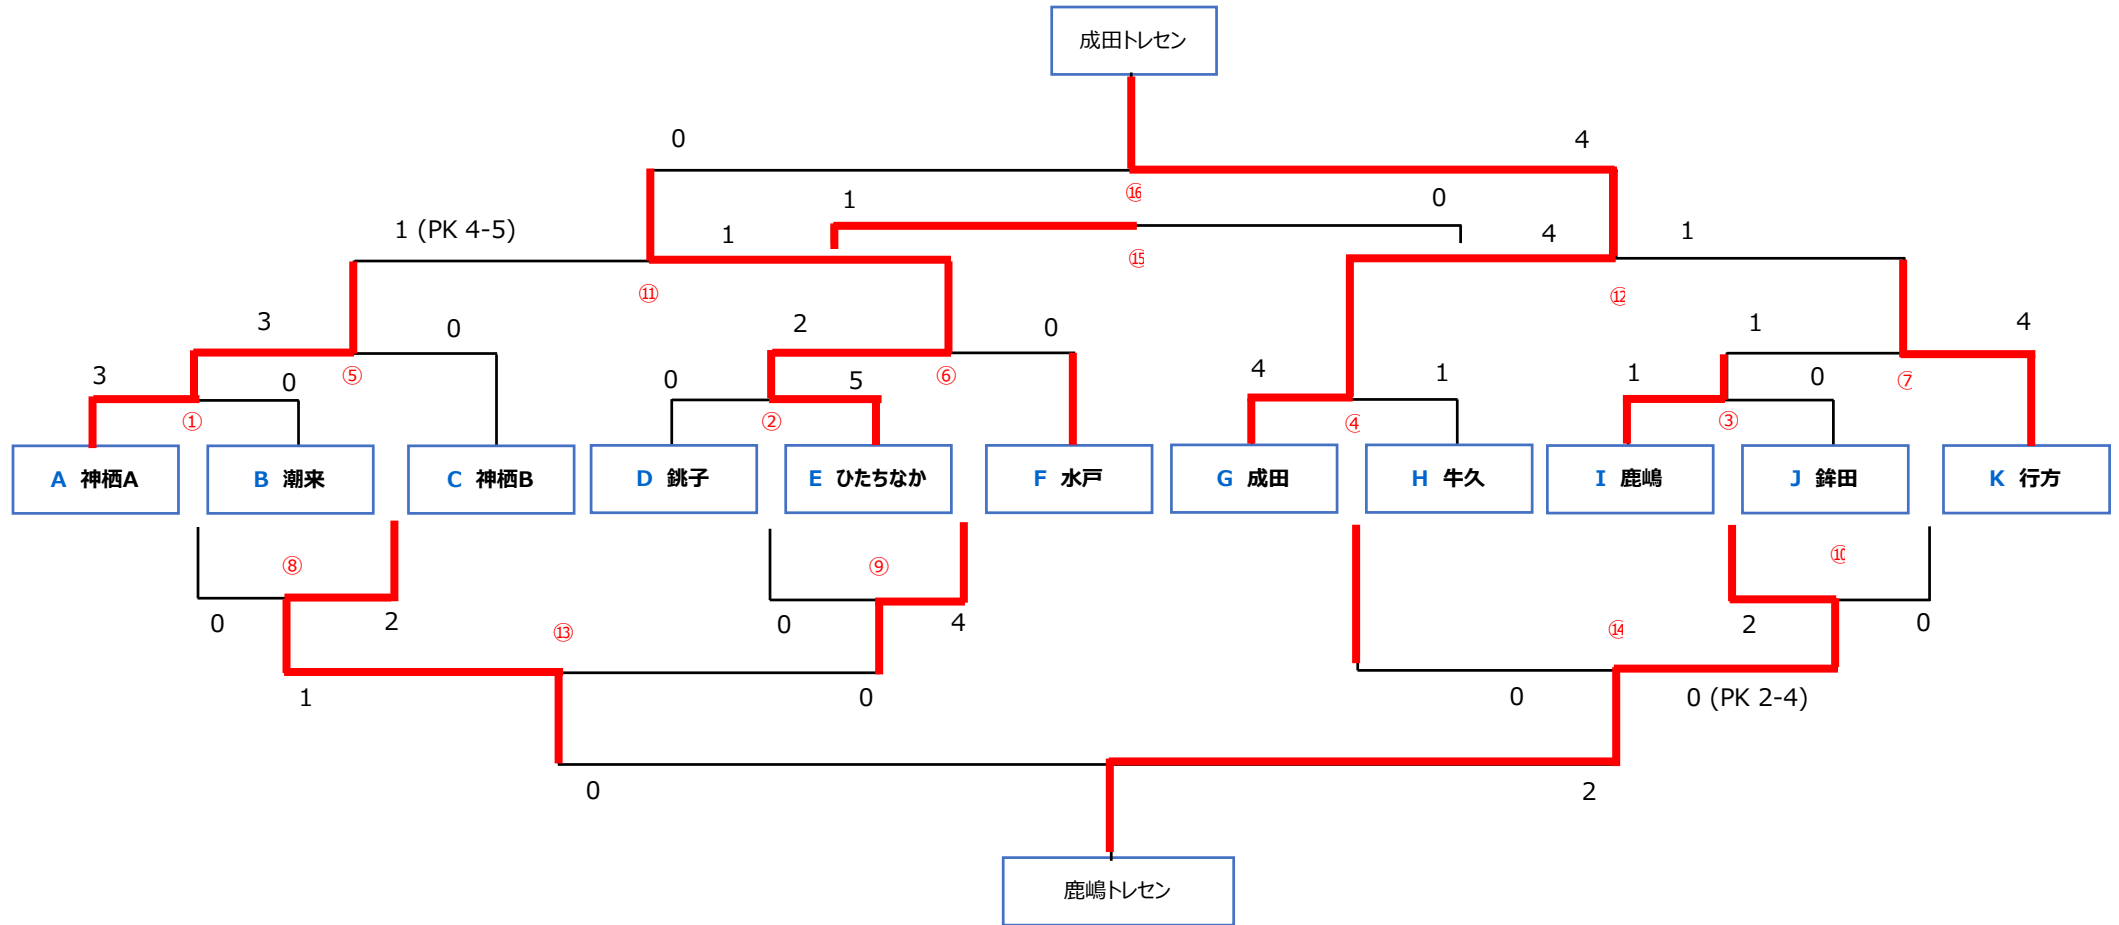 成田トレセン
0 4
⑯
1 0
⑮
1 (PK 4-5) 1 4 1
⑪ ⑫
3 0 2 0 1 4
⑤ ⑥ ⑦
3 0 0 5 4 1 1 0
① ② ④ ③
A 神栖A B 潮来 C 神栖B D 銚子 E ひたちなか F 水戸 G 成田 H 牛久 I 鹿嶋 J 鉾田 K 行方
⑧ ⑨ ⑩
0 2 0 4 2 0
⑬ ⑭
1 0 0 0 (PK 2-4)
0 2
鹿嶋トレセン